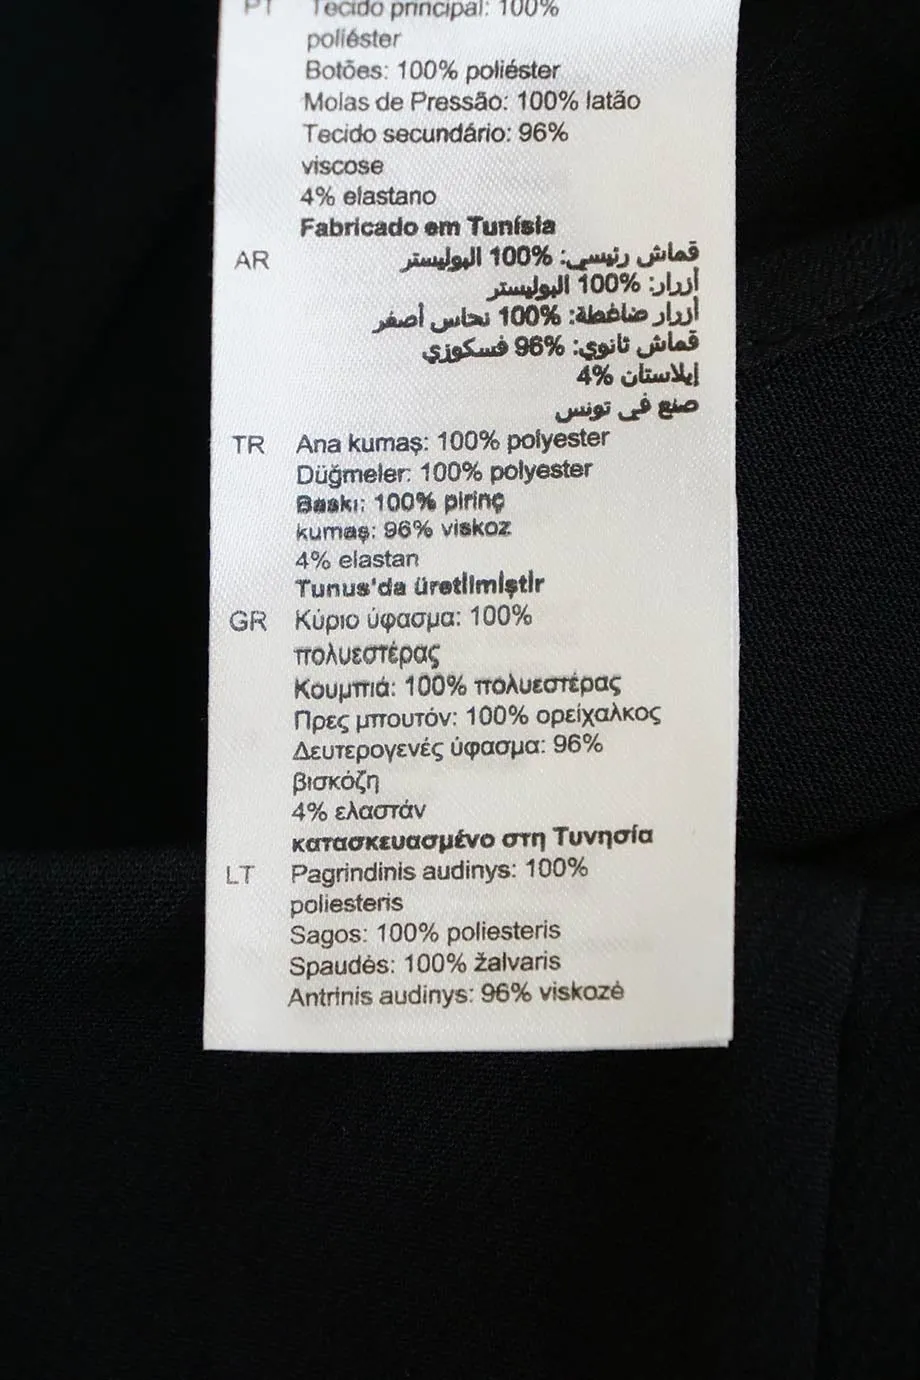 PT Tecido principal: 100%
poliéster
Botões: 100% poliéster
Molas de Pressão: 100% latão
Tecido secundário: 96%
viscose
4% elastano
Fabricado em Tunísia
AR قماش رئيسي: 100% البوليستر
أزرار: 100% البوليستر
أزرار ضاغطة: 100% نحاس أصفر
قماش ثانوي: 96% فسكوزي
إيلاستان 4%
صنع في تونس
TR Ana kumaş: 100% polyester
Düğmeler: 100% polyester
Baskı: 100% pirinç
kumaş: 96% viskoz
4% elastan
Tunus'da üretilmiştir
GR Κύριο ύφασμα: 100%
πολυεστέρας
Κουμπιά: 100% πολυεστέρας
Πρες μπουτόν: 100% ορείχαλκος
Δευτερογενές ύφασμα: 96%
βισκόζη
4% ελαστάν
κατασκευασμένο στη Τυνησία
LT Pagrindinis audinys: 100%
poliesteris
Sagos: 100% poliesteris
Spaudės: 100% žalvaris
Antrinis audinys: 96% viskozė